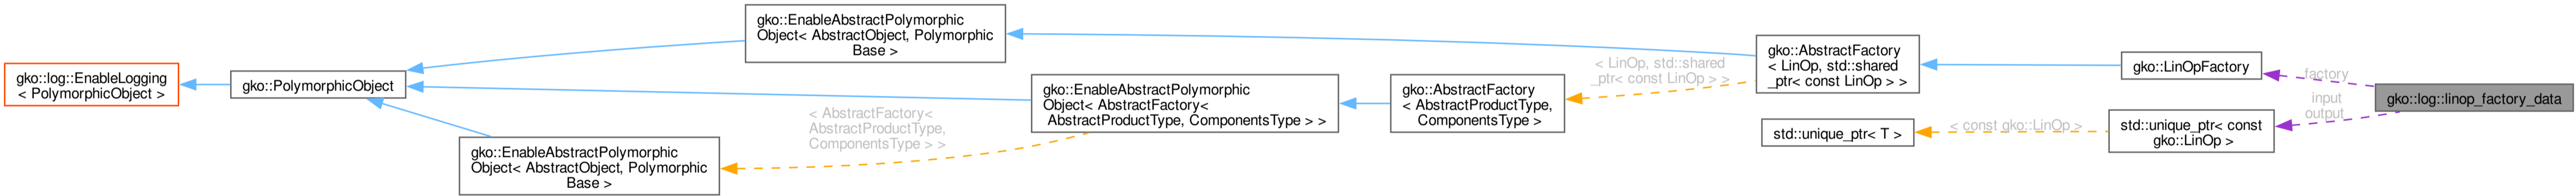 gko::log::EnableLogging
< PolymorphicObject >
gko::PolymorphicObject
gko::EnableAbstractPolymorphic
Object< AbstractObject, Polymorphic
Base >
gko::EnableAbstractPolymorphic
Object< AbstractFactory<
AbstractProductType, ComponentsType > >
gko::EnableAbstractPolymorphic
Object< AbstractObject, Polymorphic
Base >
< AbstractFactory<
AbstractProductType,
ComponentsType > >
gko::AbstractFactory
< AbstractProductType,
ComponentsType >
< LinOp, std::shared
_ptr< const LinOp > >
gko::AbstractFactory
< LinOp, std::shared
_ptr< const LinOp > >
std::unique_ptr< T >
< const gko::LinOp >
gko::LinOpFactory
std::unique_ptr< const
gko::LinOp >
factory
input
output
gko::log::linop_factory_data